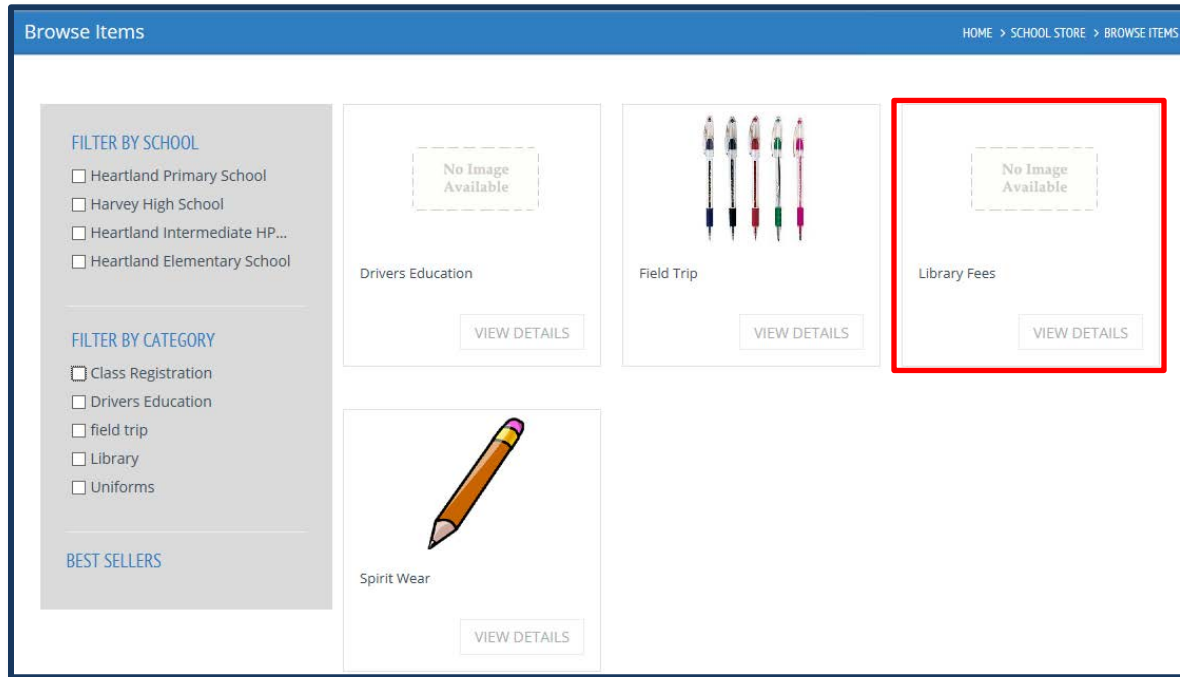 Browse Items
HOME > SCHOOL STORE > BROWSE ITEMS
FILTER BY SCHOOL
Heartland Primary School
Harvey High School
Heartland Intermediate HP...
Heartland Elementary School
FILTER BY CATEGORY
Class Registration
Drivers Education
field trip
Library
Uniforms
BEST SELLERS
No Image
Available
Drivers Education
VIEW DETAILS
Field Trip
VIEW DETAILS
No Image
Available
Library Fees
VIEW DETAILS
Spirit Wear
VIEW DETAILS